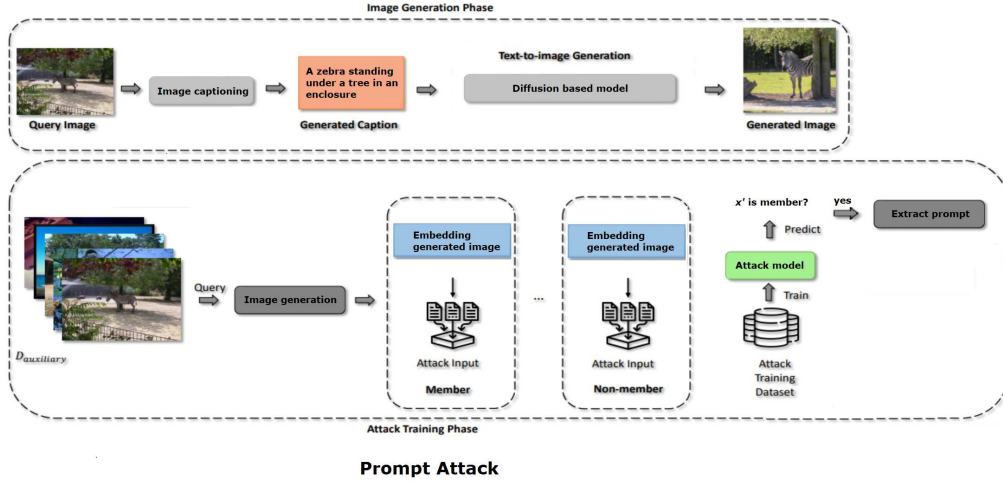 Image Generation Phase
Text-to-image Generation
A zebra standing
under a tree in an
enclosure
Image captioning
Diffusion based model
Query Image
Generated Caption
Generated Image
x' is member?
yes
Extract prompt
Predict
Embedding
generated image
Embedding
generated image
Attack model
Query
Image generation
...
Train
D_auxiliary
Attack Input
Attack Input
Attack
Training
Dataset
Member
Non-member
Attack Training Phase
Prompt Attack